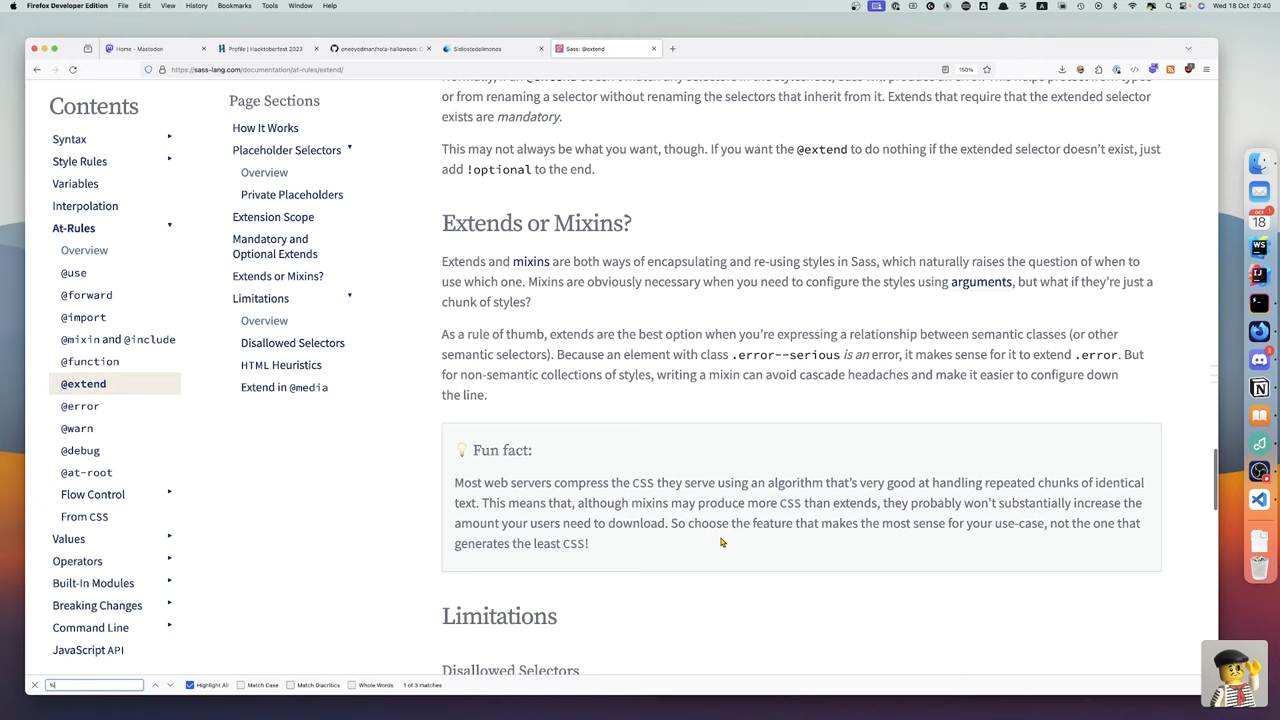 Firefox Developer Edition File Edit View History Bookmarks Tools Window Help
Wed 18 Oct 20:40
Home - Mastodon
Profile | Hacktoberfest 2023
oneeyedman/hola-halloween: C
Sidiostedalimones
Sass: @extend
https://sass-lang.com/documentation/at-rules/extend/
150%
Contents
Syntax
Style Rules
Variables
Interpolation
At-Rules
Overview
@use
@forward
@import
@mixin and @include
@function
@extend
@error
@warn
@debug
@at-root
Flow Control
From CSS
Values
Operators
Built-In Modules
Breaking Changes
Command Line
JavaScript API
Page Sections
How It Works
Placeholder Selectors
Overview
Private Placeholders
Extension Scope
Mandatory and
Optional Extends
Extends or Mixins?
Limitations
Overview
Disallowed Selectors
HTML Heuristics
Extend in @media
or from renaming a selector without renaming the selectors that inherit from it. Extends that require that the extended selector
exists are mandatory.
This may not always be what you want, though. If you want the @extend to do nothing if the extended selector doesn't exist, just
add !optional to the end.
Extends or Mixins?
Extends and mixins are both ways of encapsulating and re-using styles in Sass, which naturally raises the question of when to
use which one. Mixins are obviously necessary when you need to configure the styles using arguments, but what if they're just a
chunk of styles?
As a rule of thumb, extends are the best option when you're expressing a relationship between semantic classes (or other
semantic selectors). Because an element with class .error--serious is an error, it makes sense for it to extend .error. But
for non-semantic collections of styles, writing a mixin can avoid cascade headaches and make it easier to configure down
the line.
Fun fact:
Most web servers compress the CSS they serve using an algorithm that's very good at handling repeated chunks of identical
text. This means that, although mixins may produce more CSS than extends, they probably won't substantially increase the
amount your users need to download. So choose the feature that makes the most sense for your use-case, not the one that
generates the least CSS!
Limitations
Disallowed Selectors
Highlight All Match Case Match Diacritics Whole Words 1 of 3 matches
OCT
18
WS